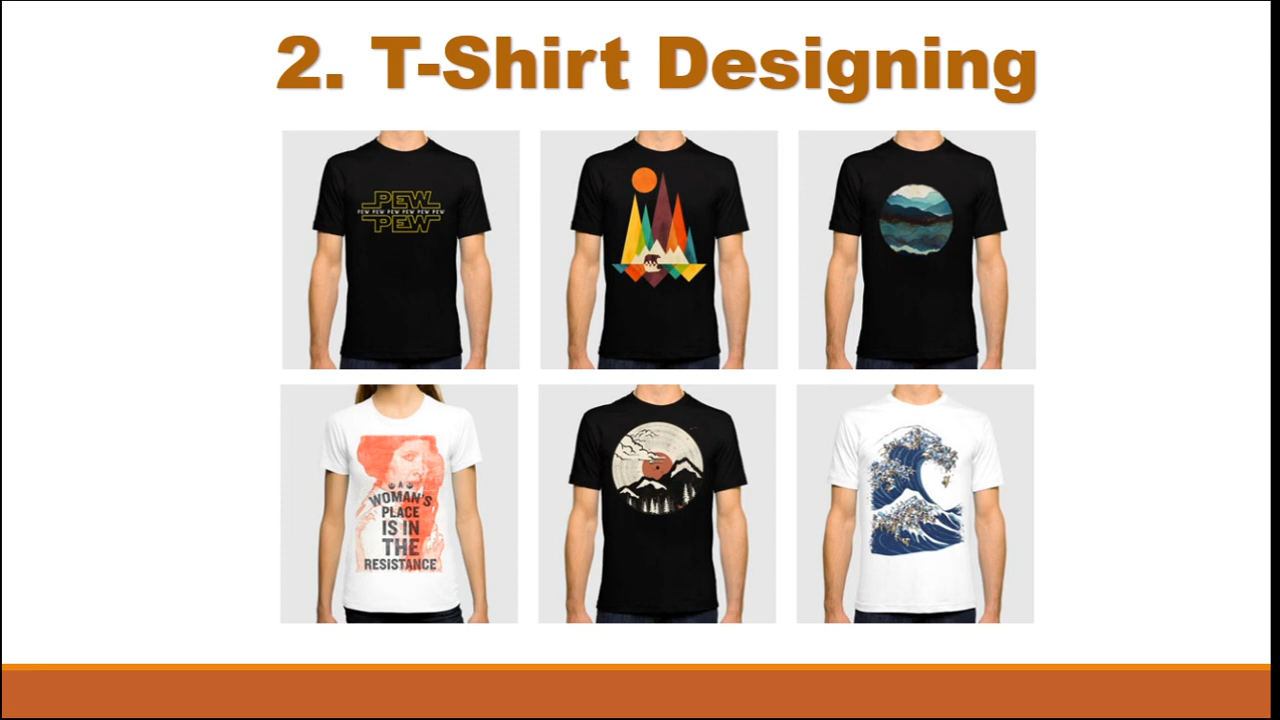 2. T-Shirt Designing
PEW
PEW PEW PEW PEW PEW PEW
PEW
A
WOMAN'S
PLACE
IS IN
THE
RESISTANCE